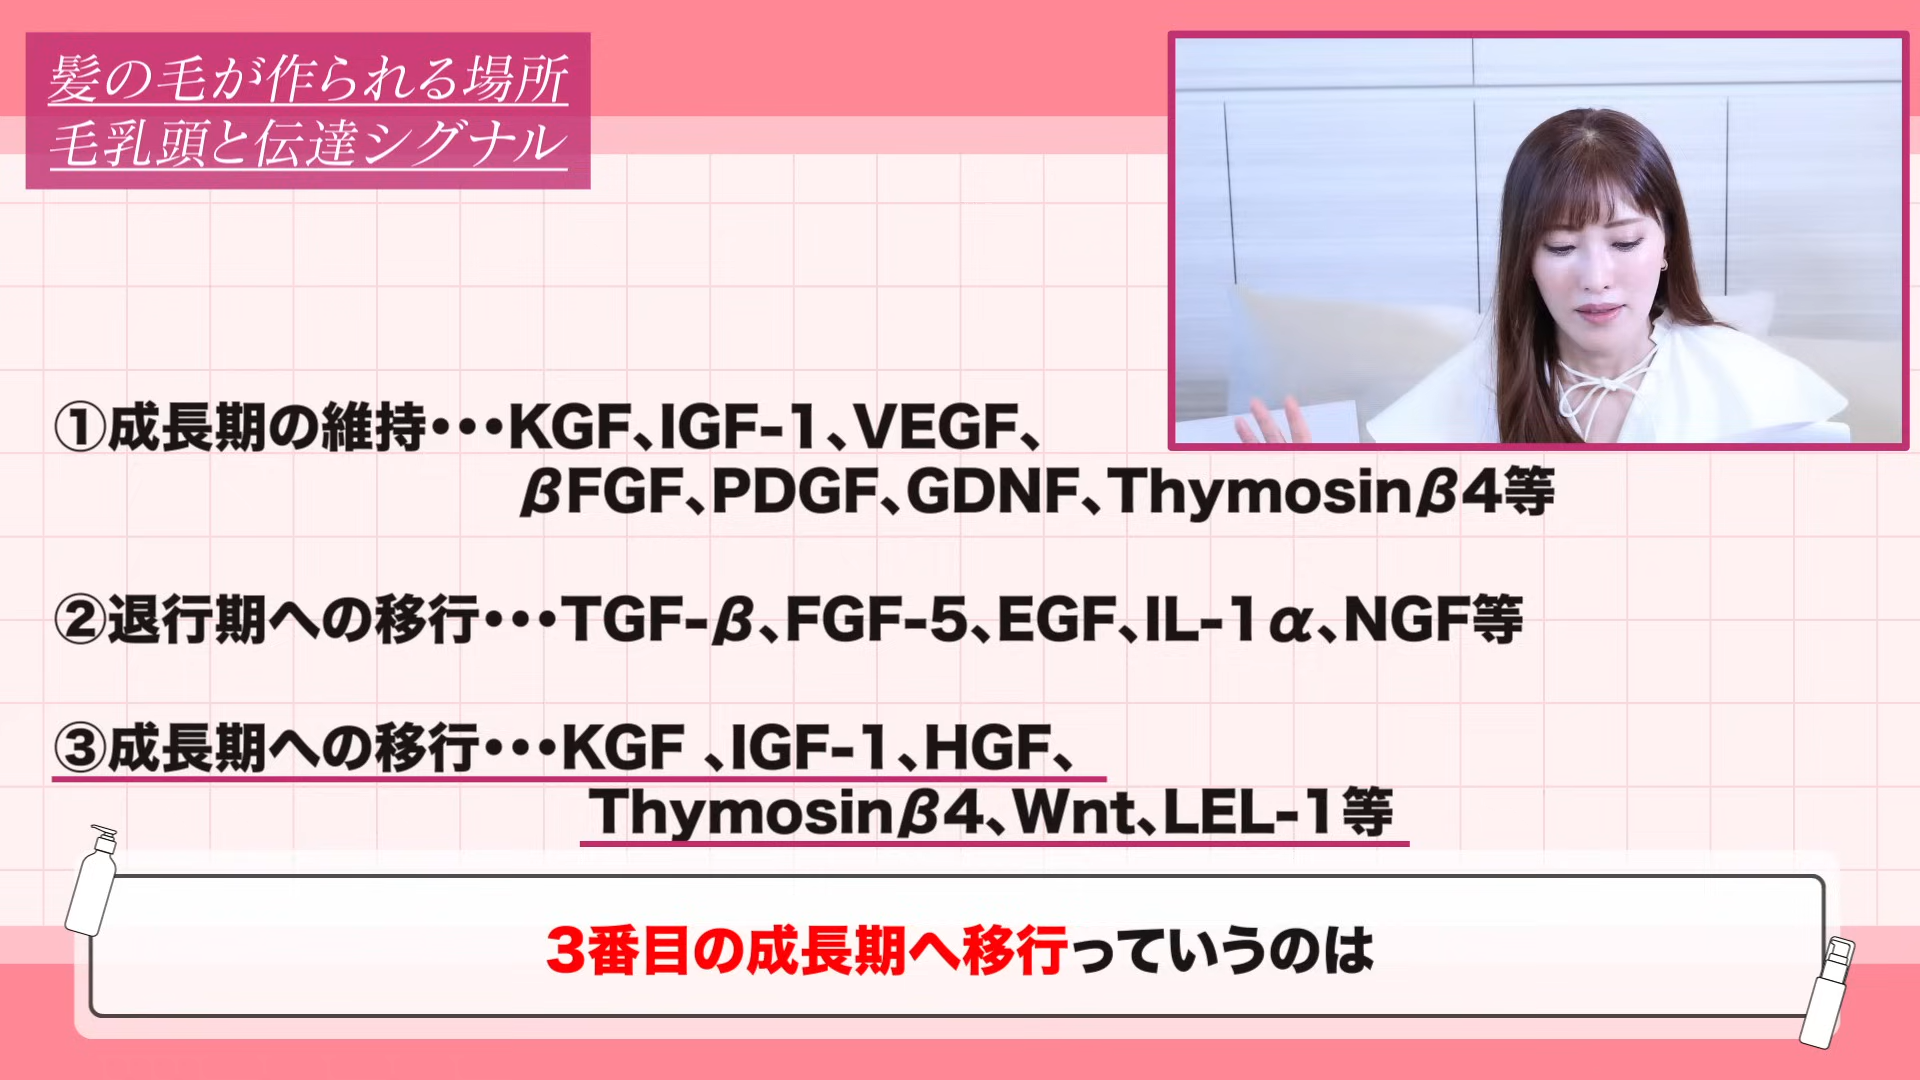 髪の毛が作られる場所
毛乳頭と伝達シグナル
①成長期の維持･･･KGF、IGF-1、VEGF、
βFGF、PDGF、GDNF、Thymosinβ4等
②退行期への移行･･･TGF-β、FGF-5、EGF、IL-1α、NGF等
③成長期への移行･･･KGF 、IGF-1、HGF、
Thymosinβ4、Wnt、LEL-1等
3番目の成長期へ移行っていうのは